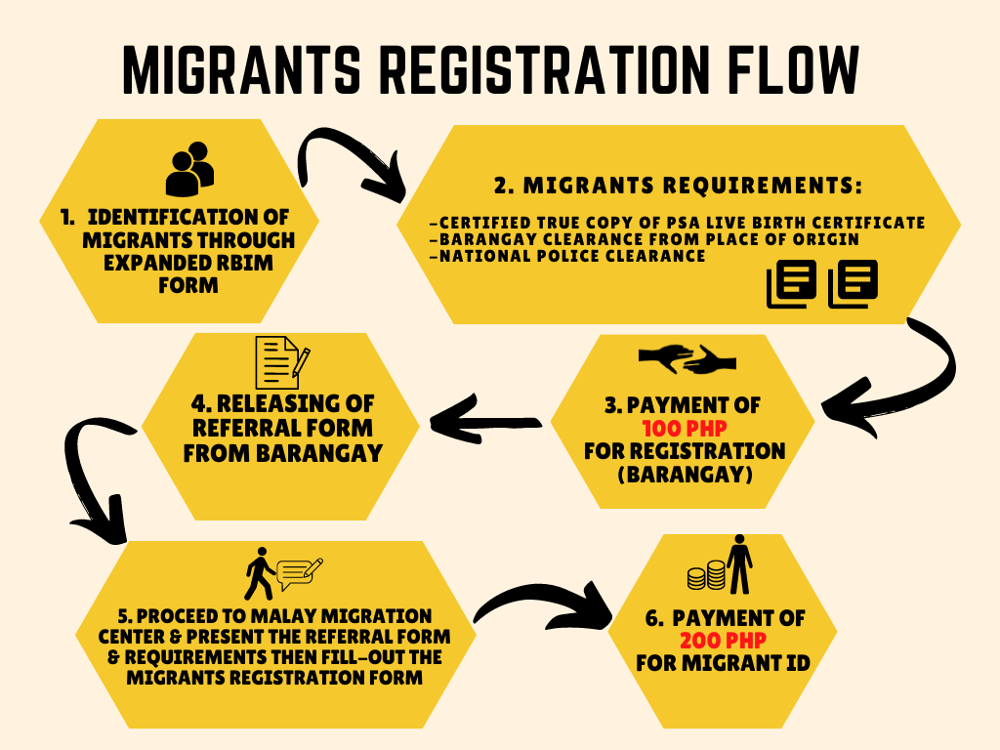 MIGRANTS REGISTRATION FLOW
1. IDENTIFICATION OF
MIGRANTS THROUGH
EXPANDED RBIM
FORM
2. MIGRANTS REQUIREMENTS:
-CERTIFIED TRUE COPY OF PSA LIVE BIRTH CERTIFICATE
-BARANGAY CLEARANCE FROM PLACE OF ORIGIN
-NATIONAL POLICE CLEARANCE
3. PAYMENT OF
100 PHP
FOR REGISTRATION
(BARANGAY)
4. RELEASING OF
REFERRAL FORM
FROM BARANGAY
5. PROCEED TO MALAY MIGRATION
CENTER & PRESENT THE REFERRAL FORM
& REQUIREMENTS THEN FILL-OUT THE
MIGRANTS REGISTRATION FORM
6. PAYMENT OF
200 PHP
FOR MIGRANT ID